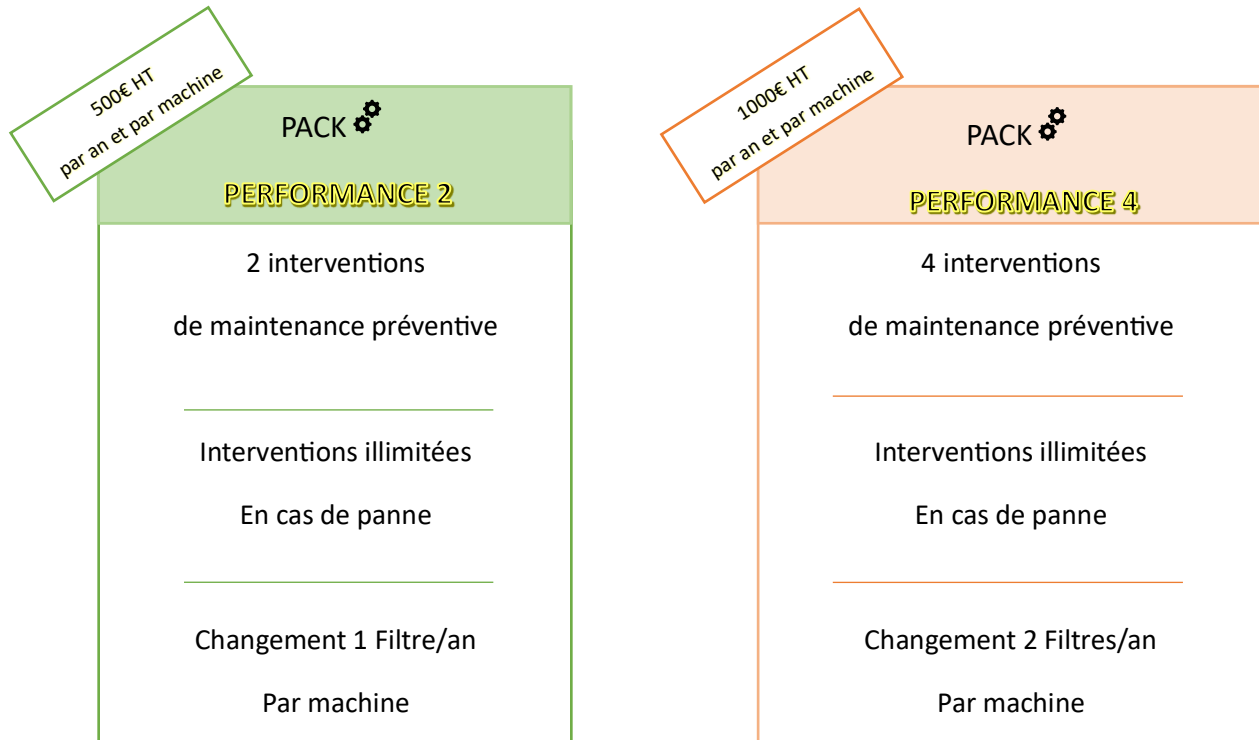 500€ HT
par an et par machine
PACK
PERFORMANCE 2
2 interventions
de maintenance préventive
Interventions illimitées
En cas de panne
Changement 1 Filtre/an
Par machine
1000€ HT
par an et par machine
PACK
PERFORMANCE 4
4 interventions
de maintenance préventive
Interventions illimitées
En cas de panne
Changement 2 Filtres/an
Par machine